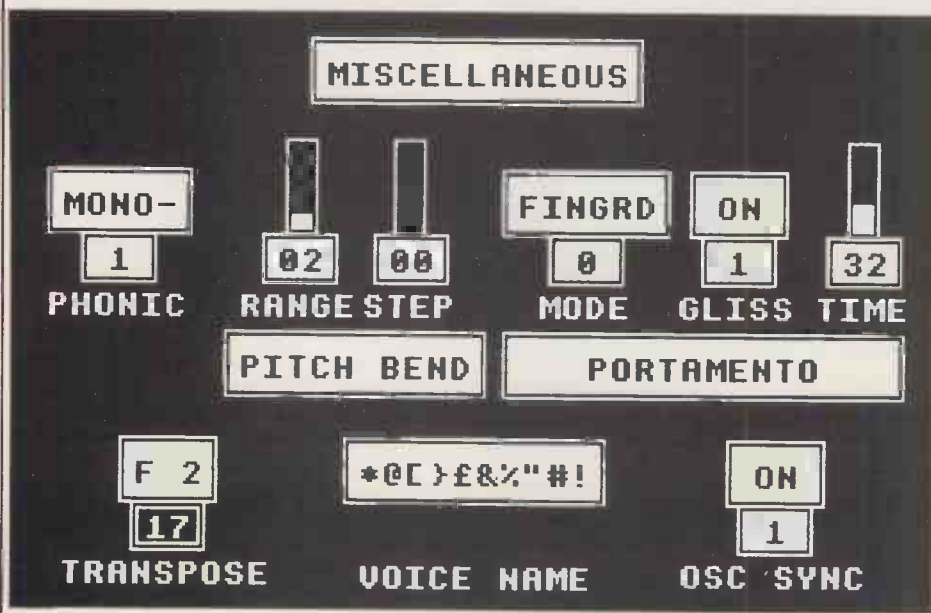 MISCELLANEOUS
MONO- FINGRD ON
1 02 00 0 1 32
PHONIC RANGE STEP MODE GLISS TIME
PITCH BEND PORTAMENTO
F 2 *@[}£&%"#! ON
17 1
TRANSPOSE VOICE NAME OSC SYNC